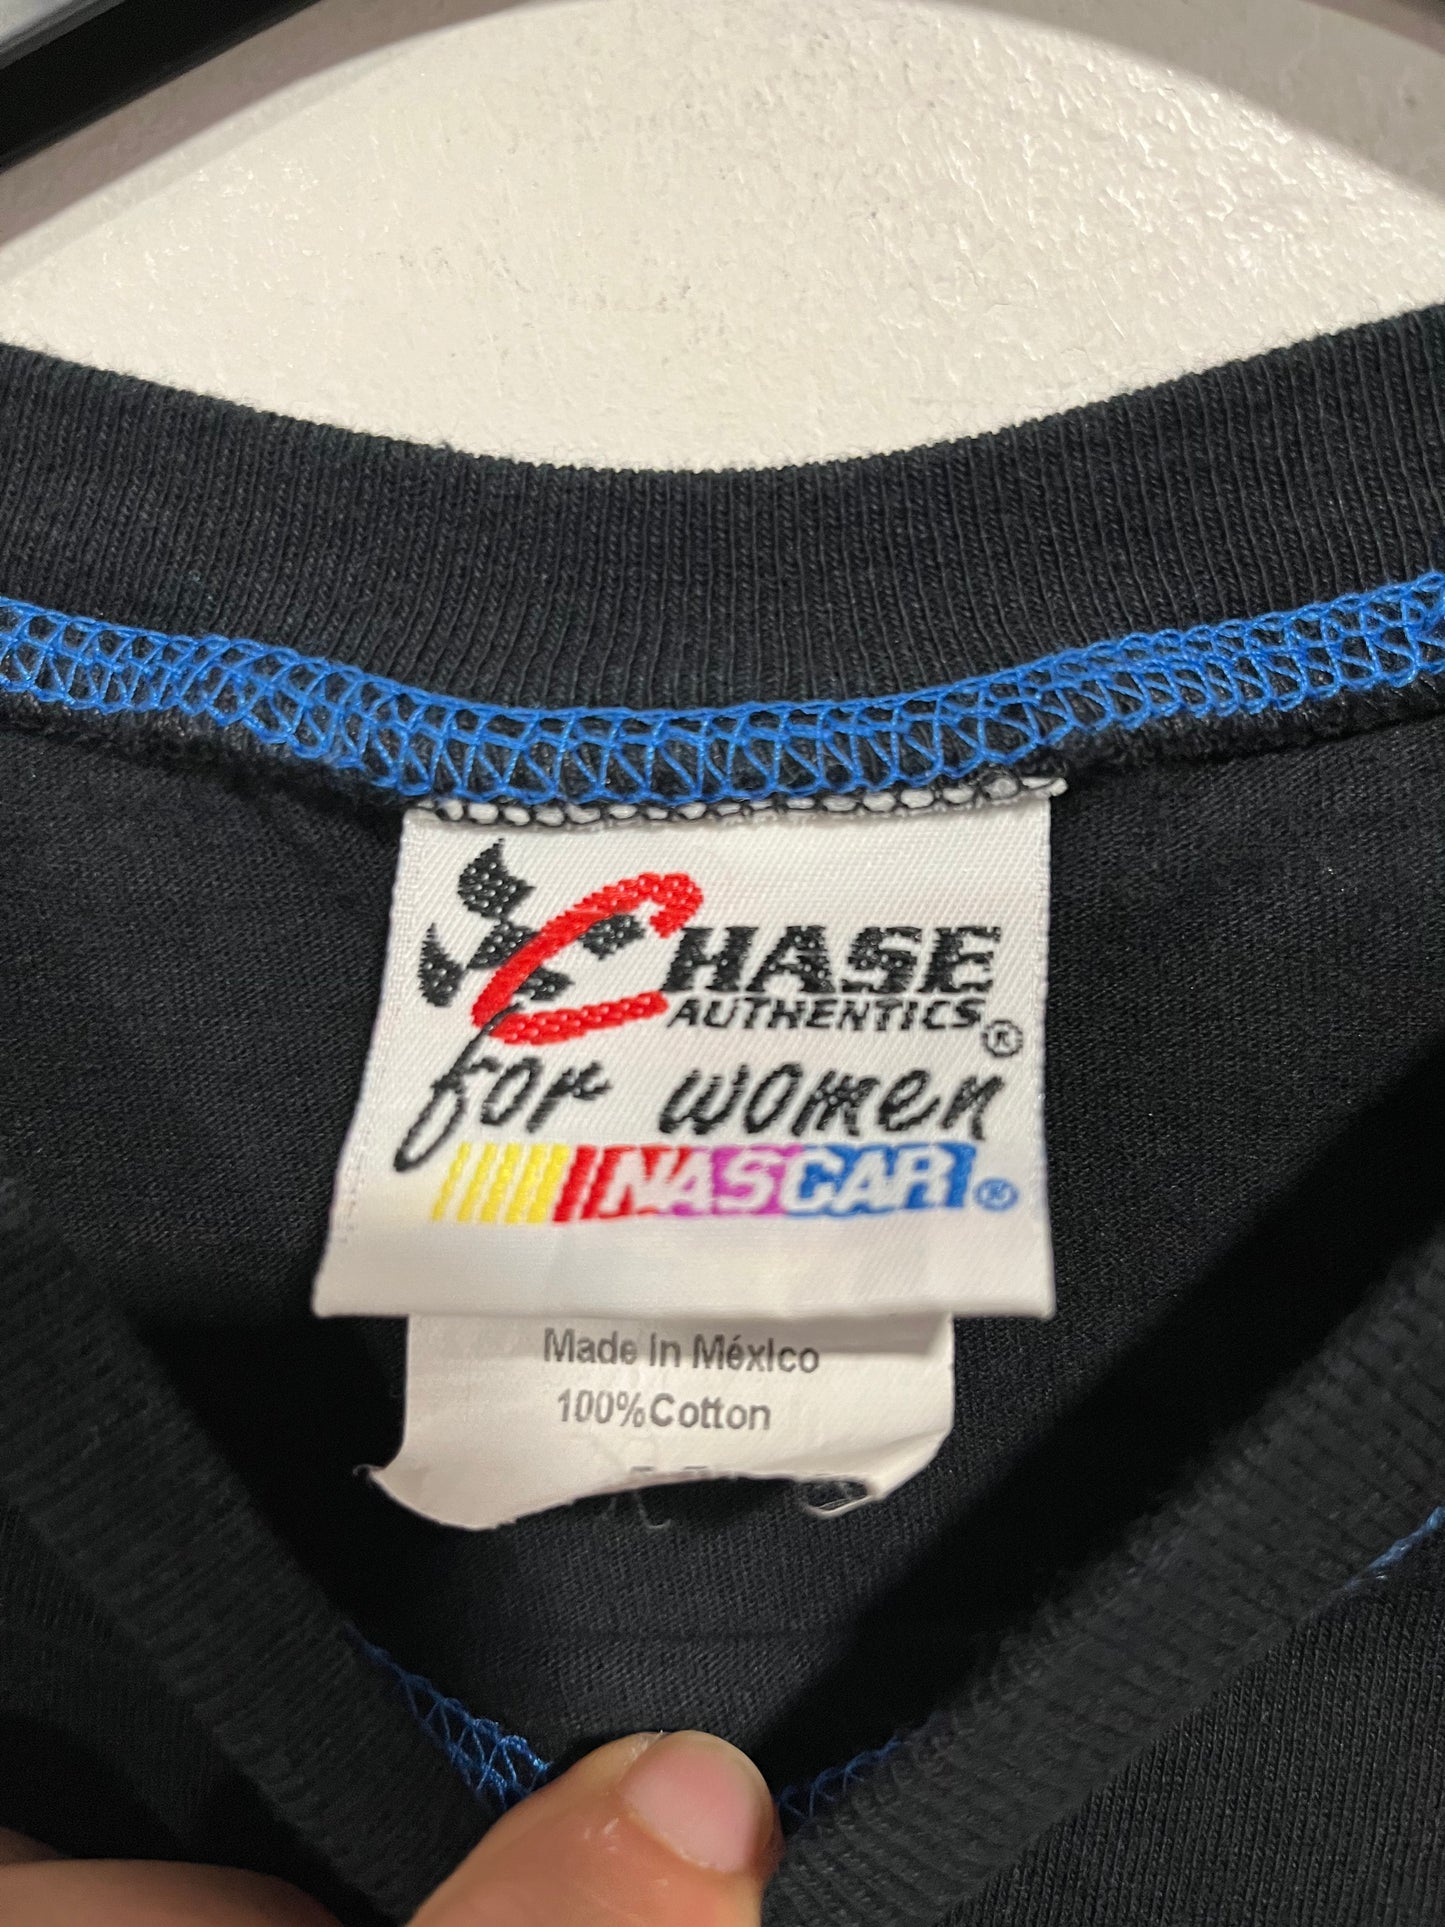 CHASE
AUTHENTICS®
for women
NASCAR®
Made In México
100%Cotton